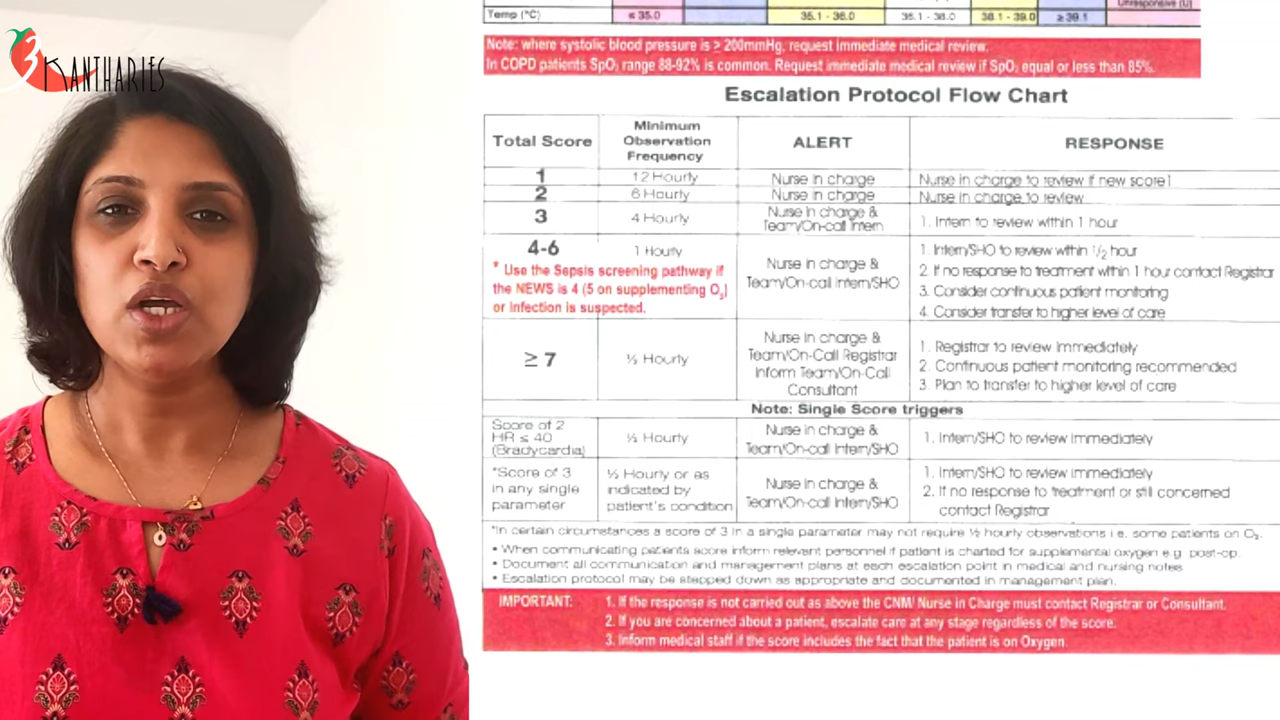 3
KANTHARIES
Unresponsive (U)
Temp (°C) ≤ 35.0 35.1 - 36.0 36.1 - 38.0 38.1 - 39.0 ≥ 39.1
Note: where systolic blood pressure is > 200mmHg, request immediate medical review.
In COPD patients SpO₂ range 88-92% is common. Request immediate medical review if SpO₂ equal or less than 85%.
Escalation Protocol Flow Chart
Total Score
Minimum
Observation
Frequency
ALERT
RESPONSE
1
12 Hourly
Nurse in charge
Nurse in charge to review if new score 1
2
6 Hourly
Nurse in charge
Nurse in charge to review
3
4 Hourly
Nurse in charge &
Team/On-call Intern
1. Intern to review within 1 hour
4-6
* Use the Sepsis screening pathway if
the NEWS is 4 (5 on supplementing O₂)
or infection is suspected.
1 Hourly
Nurse in charge &
Team/On-call Intern/SHO
1. Intern/SHO to review within 1/2 hour
2. If no response to treatment within 1 hour contact Registrar
3. Consider continuous patient monitoring
4. Consider transfer to higher level of care
≥ 7
½ Hourly
Nurse in charge &
Team/On-Call Registrar
Inform Team/On-Call
Consultant
1. Registrar to review immediately
2. Continuous patient monitoring recommended
3. Plan to transfer to higher level of care
Note: Single Score triggers
Score of 2
HR ≤ 40
(Bradycardia)
½ Hourly
Nurse in charge &
Team/On-call Intern/SHO
1. Intern/SHO to review immediately
*Score of 3
in any single
parameter
½ Hourly or as
indicated by
patient's condition
Nurse in charge &
Team/On-call Intern/SHO
1. Intern/SHO to review immediately
2. If no response to treatment or still concerned
contact Registrar
*In certain circumstances a score of 3 in a single parameter may not require ½ hourly observations i.e. some patients on O₂.
• When communicating patients score inform relevant personnel if patient is charted for supplemental oxygen e.g. post-op.
• Document all communication and management plans at each escalation point in medical and nursing notes
• Escalation protocol may be stepped down as appropriate and documented in management plan.
IMPORTANT: 1. If the response is not carried out as above the CNM/ Nurse in Charge must contact Registrar or Consultant.
2. If you are concerned about a patient, escalate care at any stage regardless of the score.
3. Inform medical staff if the score includes the fact that the patient is on Oxygen.